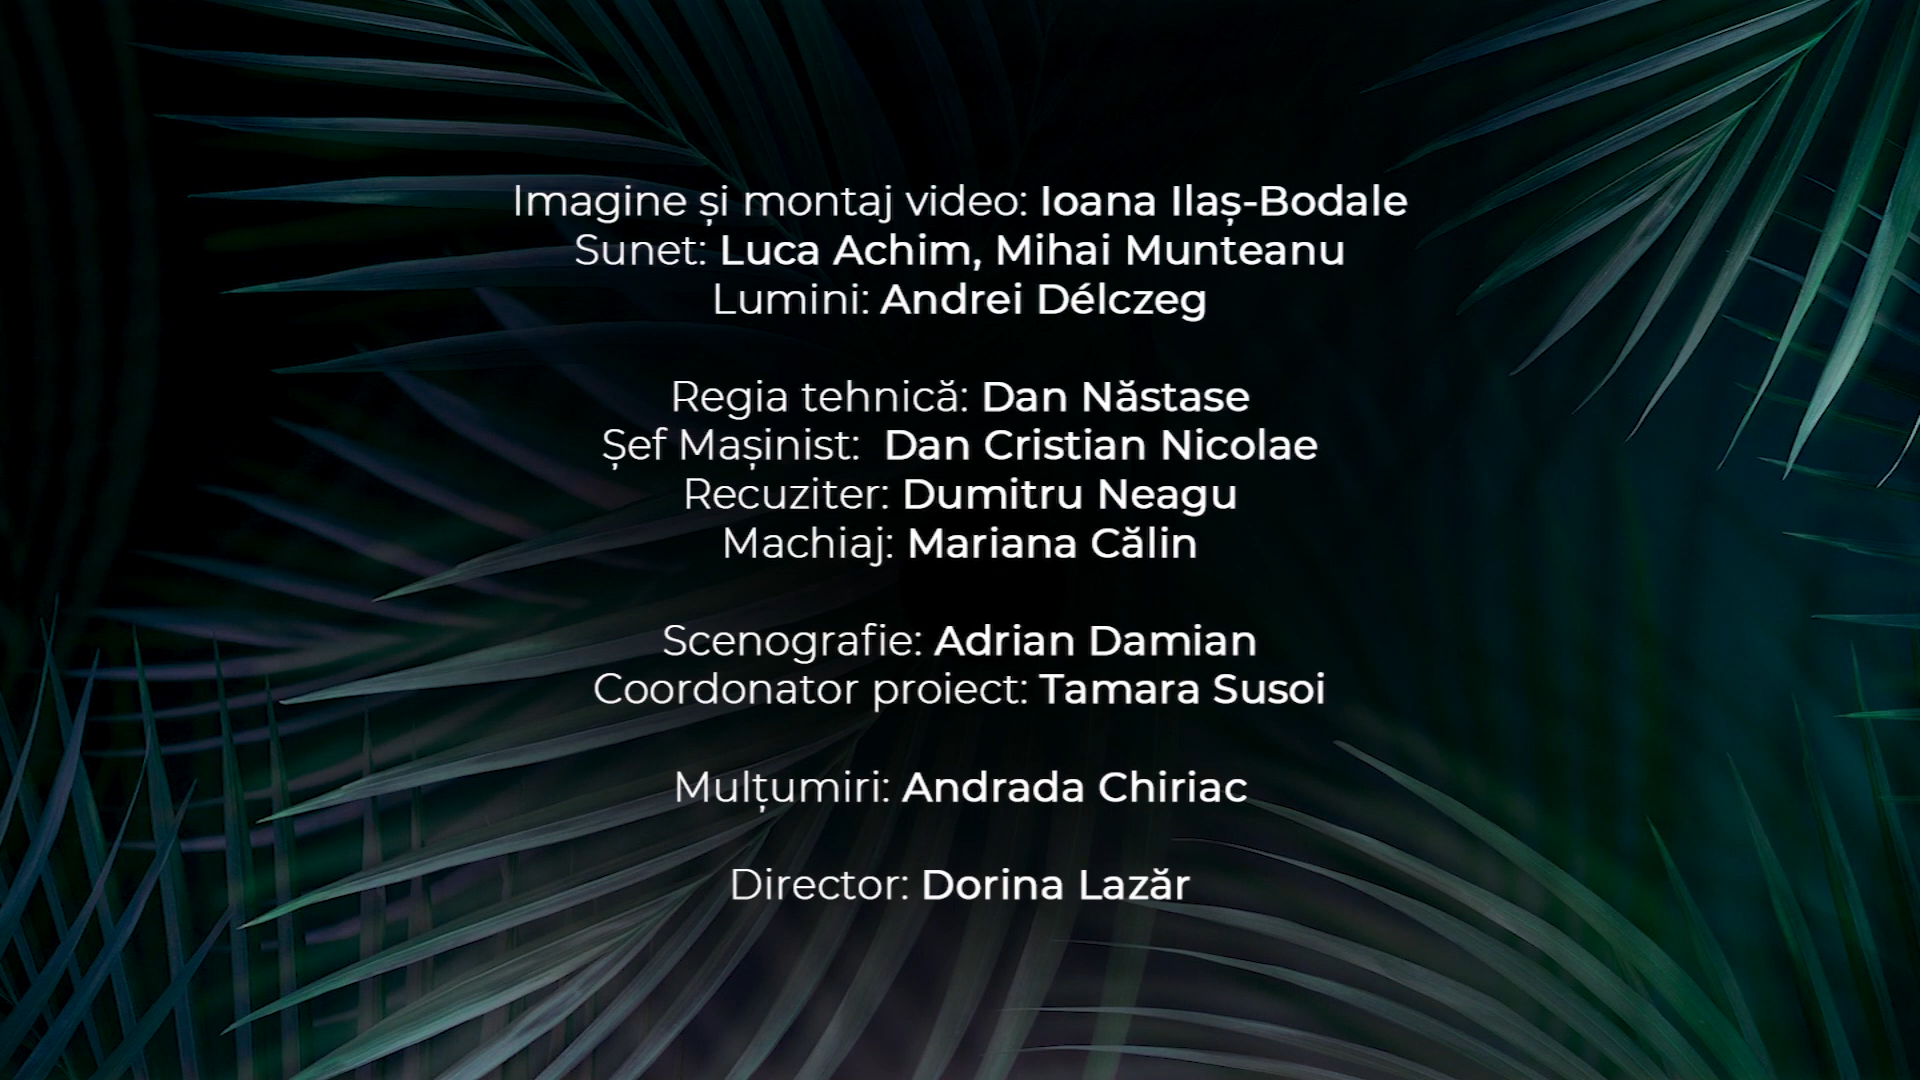 Imagine și montaj video: Ioana Ilaș-Bodale
Sunet: Luca Achim, Mihai Munteanu
Lumini: Andrei Délczeg
Regia tehnică: Dan Năstase
Șef Mașinist:  Dan Cristian Nicolae
Recuziter: Dumitru Neagu
Machiaj: Mariana Călin
Scenografie: Adrian Damian
Coordonator proiect: Tamara Susoi
Mulțumiri: Andrada Chiriac
Director: Dorina Lazăr